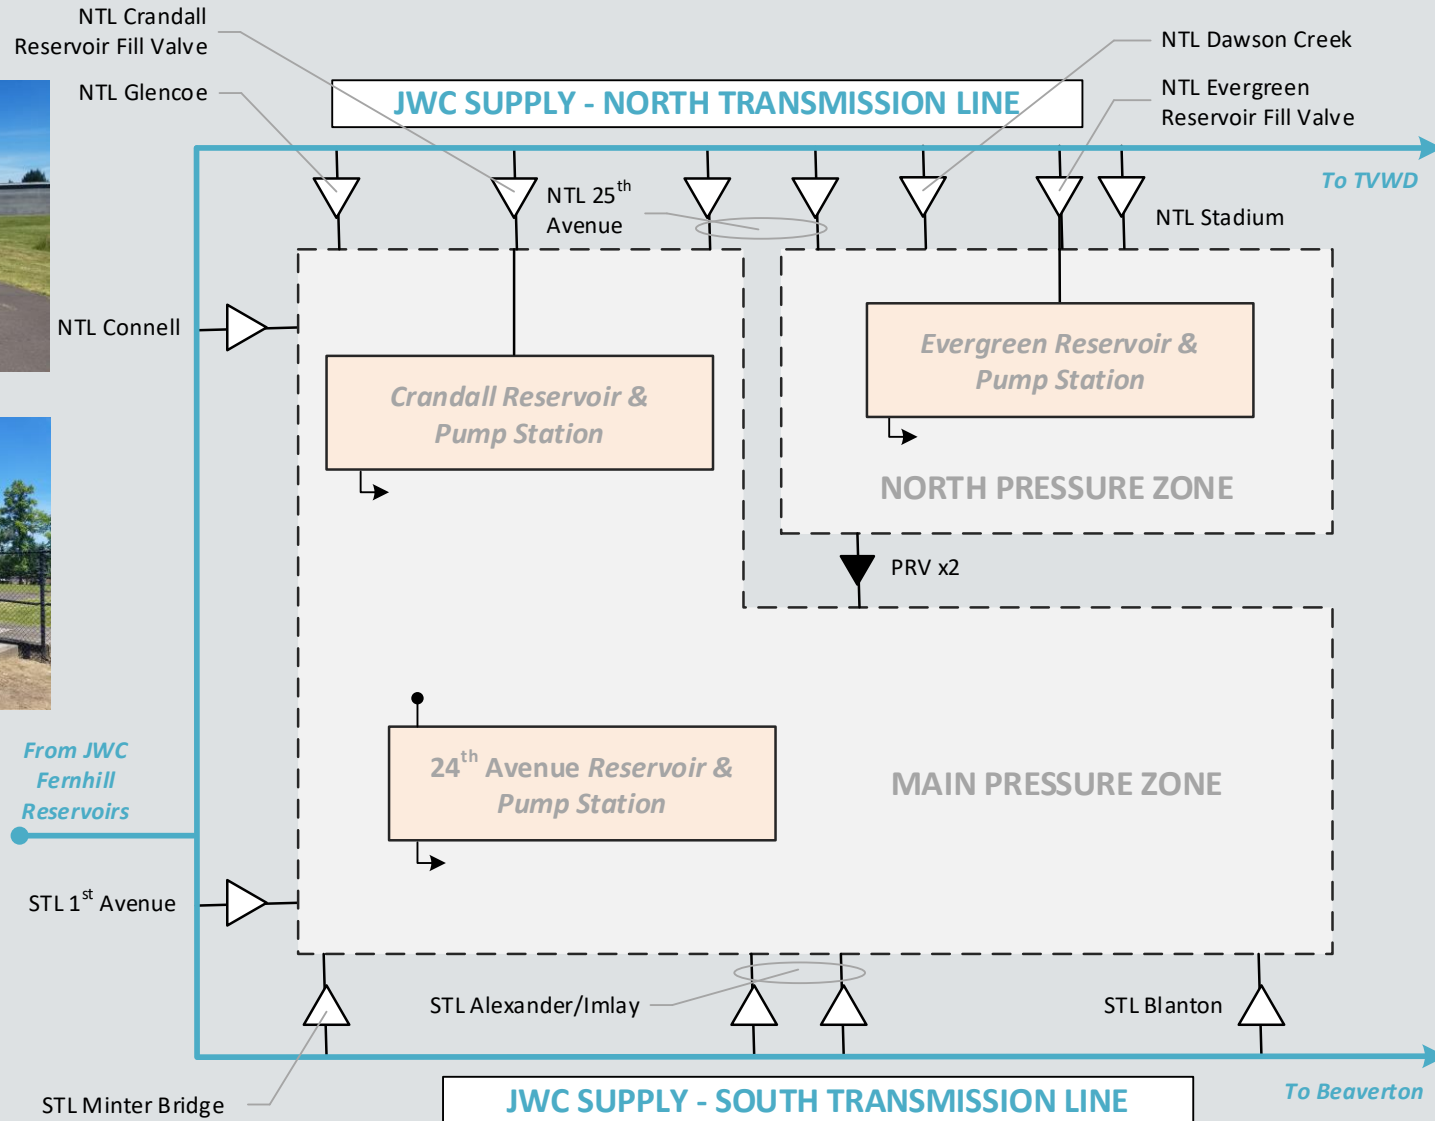 NTL Crandall
Reservoir Fill Valve
NTL Dawson Creek
NTL Glencoe
JWC SUPPLY - NORTH TRANSMISSION LINE
NTL Evergreen
Reservoir Fill Valve
To TVWD
NTL 25th
Avenue
NTL Stadium
NTL Connell
Evergreen Reservoir &
Pump Station
Crandall Reservoir &
Pump Station
NORTH PRESSURE ZONE
PRV x2
From JWC
Fernhill
Reservoirs
24th Avenue Reservoir &
Pump Station
MAIN PRESSURE ZONE
STL 1st Avenue
STL Alexander/Imlay
STL Blanton
STL Minter Bridge
JWC SUPPLY - SOUTH TRANSMISSION LINE
To Beaverton